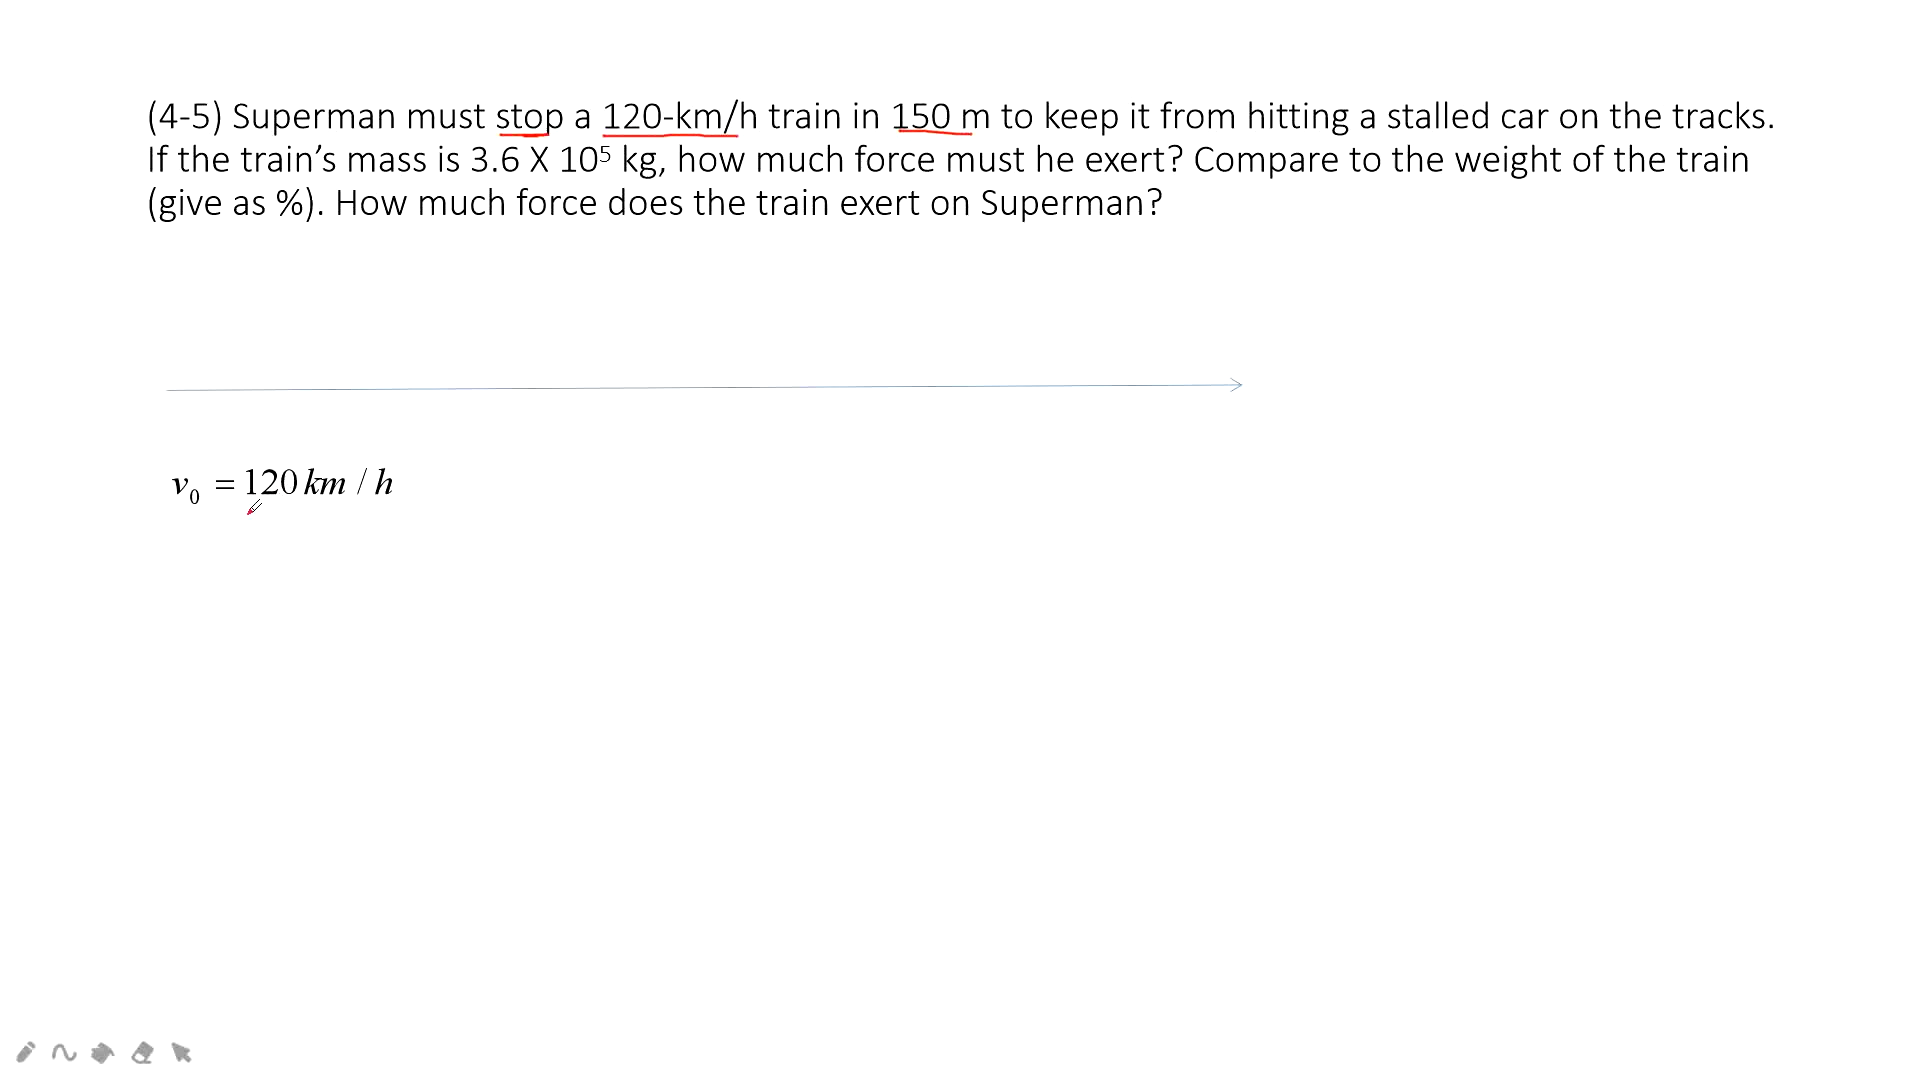 (4-5) Superman must stop a 120-km/h train in 150 m to keep it from hitting a stalled car on the tracks.
If the train’s mass is 3.6 X 10⁵ kg, how much force must he exert? Compare to the weight of the train
(give as %). How much force does the train exert on Superman?
v₀ = 120 km / h